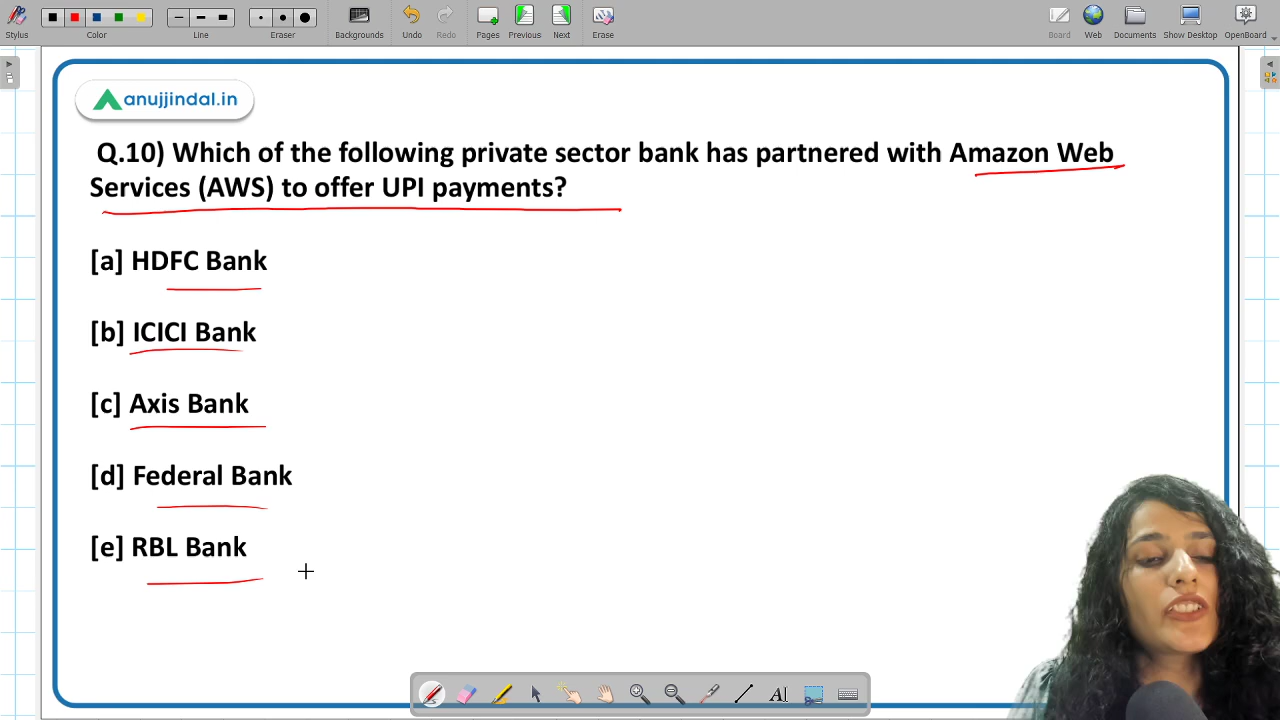 Stylus
Color
Line
Eraser
Backgrounds
Undo
Redo
Pages
Previous
Next
Erase
Board
Web
Documents
Show Desktop
OpenBoard
anujjindal.in
Q.10) Which of the following private sector bank has partnered with Amazon Web
Services (AWS) to offer UPI payments?
[a] HDFC Bank
[b] ICICI Bank
[c] Axis Bank
[d] Federal Bank
[e] RBL Bank
AI